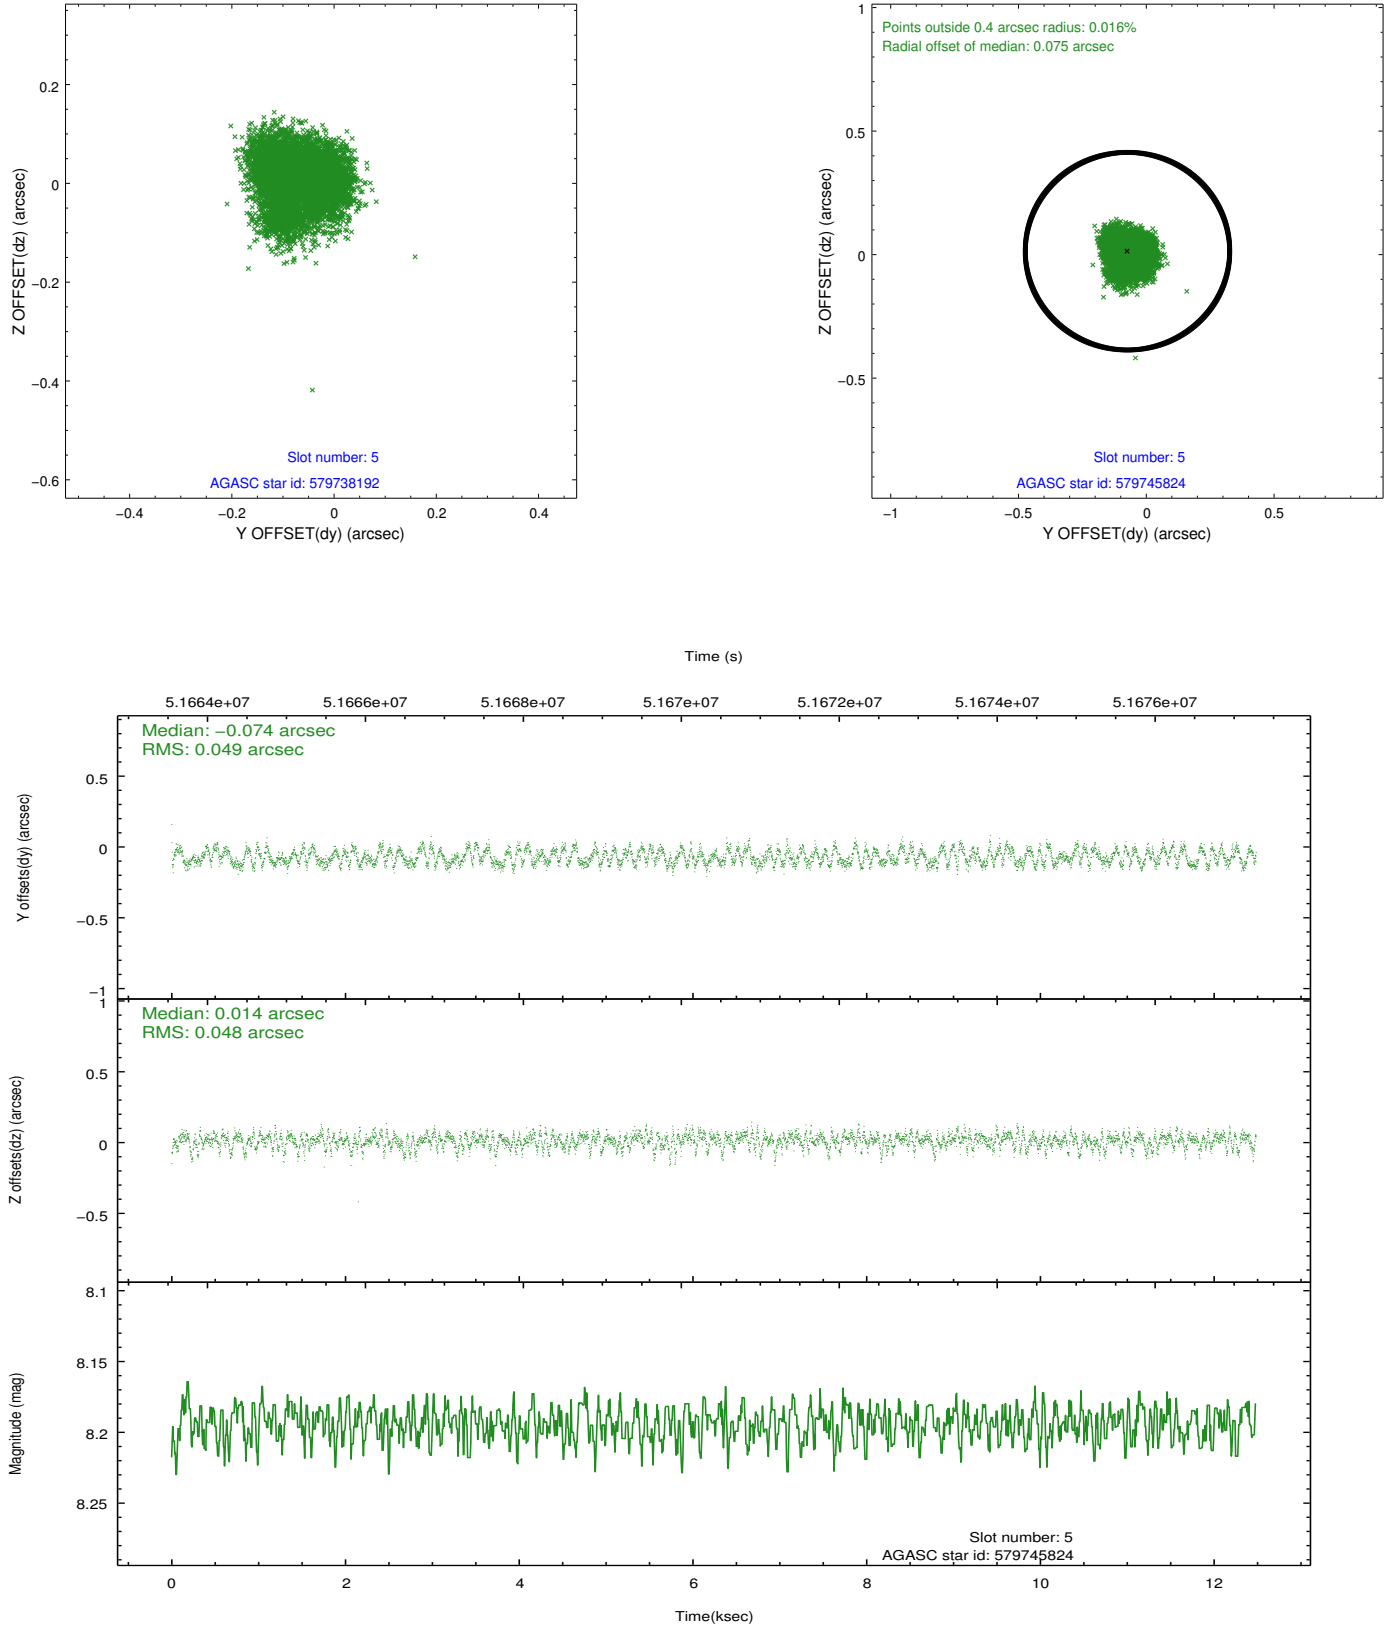 0.2
0
−0.2
−0.4
−0.6
Z OFFSET(dz) (arcsec)
Slot number: 5
AGASC star id: 579738192
−0.4 −0.2 0 0.2 0.4
Y OFFSET(dy) (arcsec)
Points outside 0.4 arcsec radius: 0.016%
Radial offset of median: 0.075 arcsec
1
0.5
0
−0.5
Z OFFSET(dz) (arcsec)
Slot number: 5
AGASC star id: 579745824
−1 −0.5 0 0.5
Y OFFSET(dy) (arcsec)
Time (s)
5.1664e+07 5.1666e+07 5.1668e+07 5.167e+07 5.1672e+07 5.1674e+07 5.1676e+07
Median: −0.074 arcsec
RMS: 0.049 arcsec
0.5
0
−0.5
−1
Y offsets(dy) (arcsec)
Median: 0.014 arcsec
RMS: 0.048 arcsec
1
0.5
0
−0.5
Z offsets(dz) (arcsec)
8.1
8.15
8.2
8.25
Magnitude (mag)
Slot number: 5
AGASC star id: 579745824
0 2 4 6 8 10 12
Time(ksec)